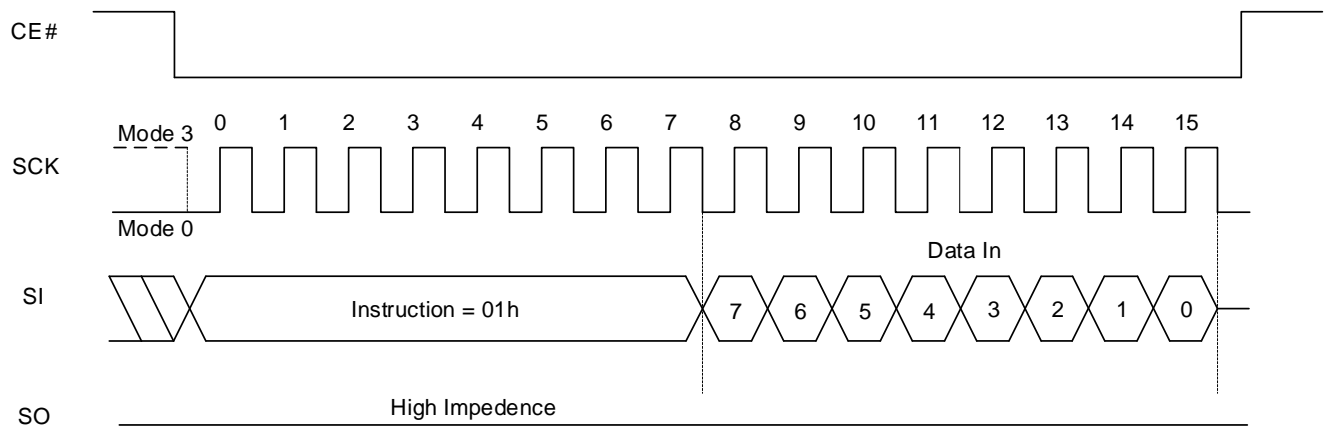 CE#
0 1 2 3 4 5 6 7 8 9 10 11 12 13 14 15
Mode 3
SCK
Mode 0
Data In
SI
Instruction = 01h
7 6 5 4 3 2 1 0
High Impedence
SO